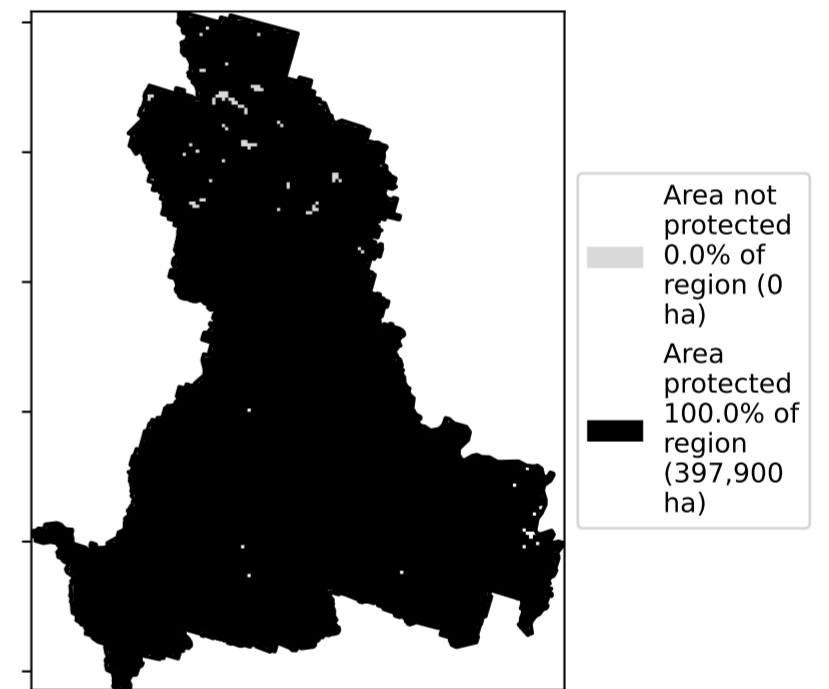 Area not
protected
0.0% of
region (0
ha)
Area
protected
100.0% of
region
(397,900
ha)